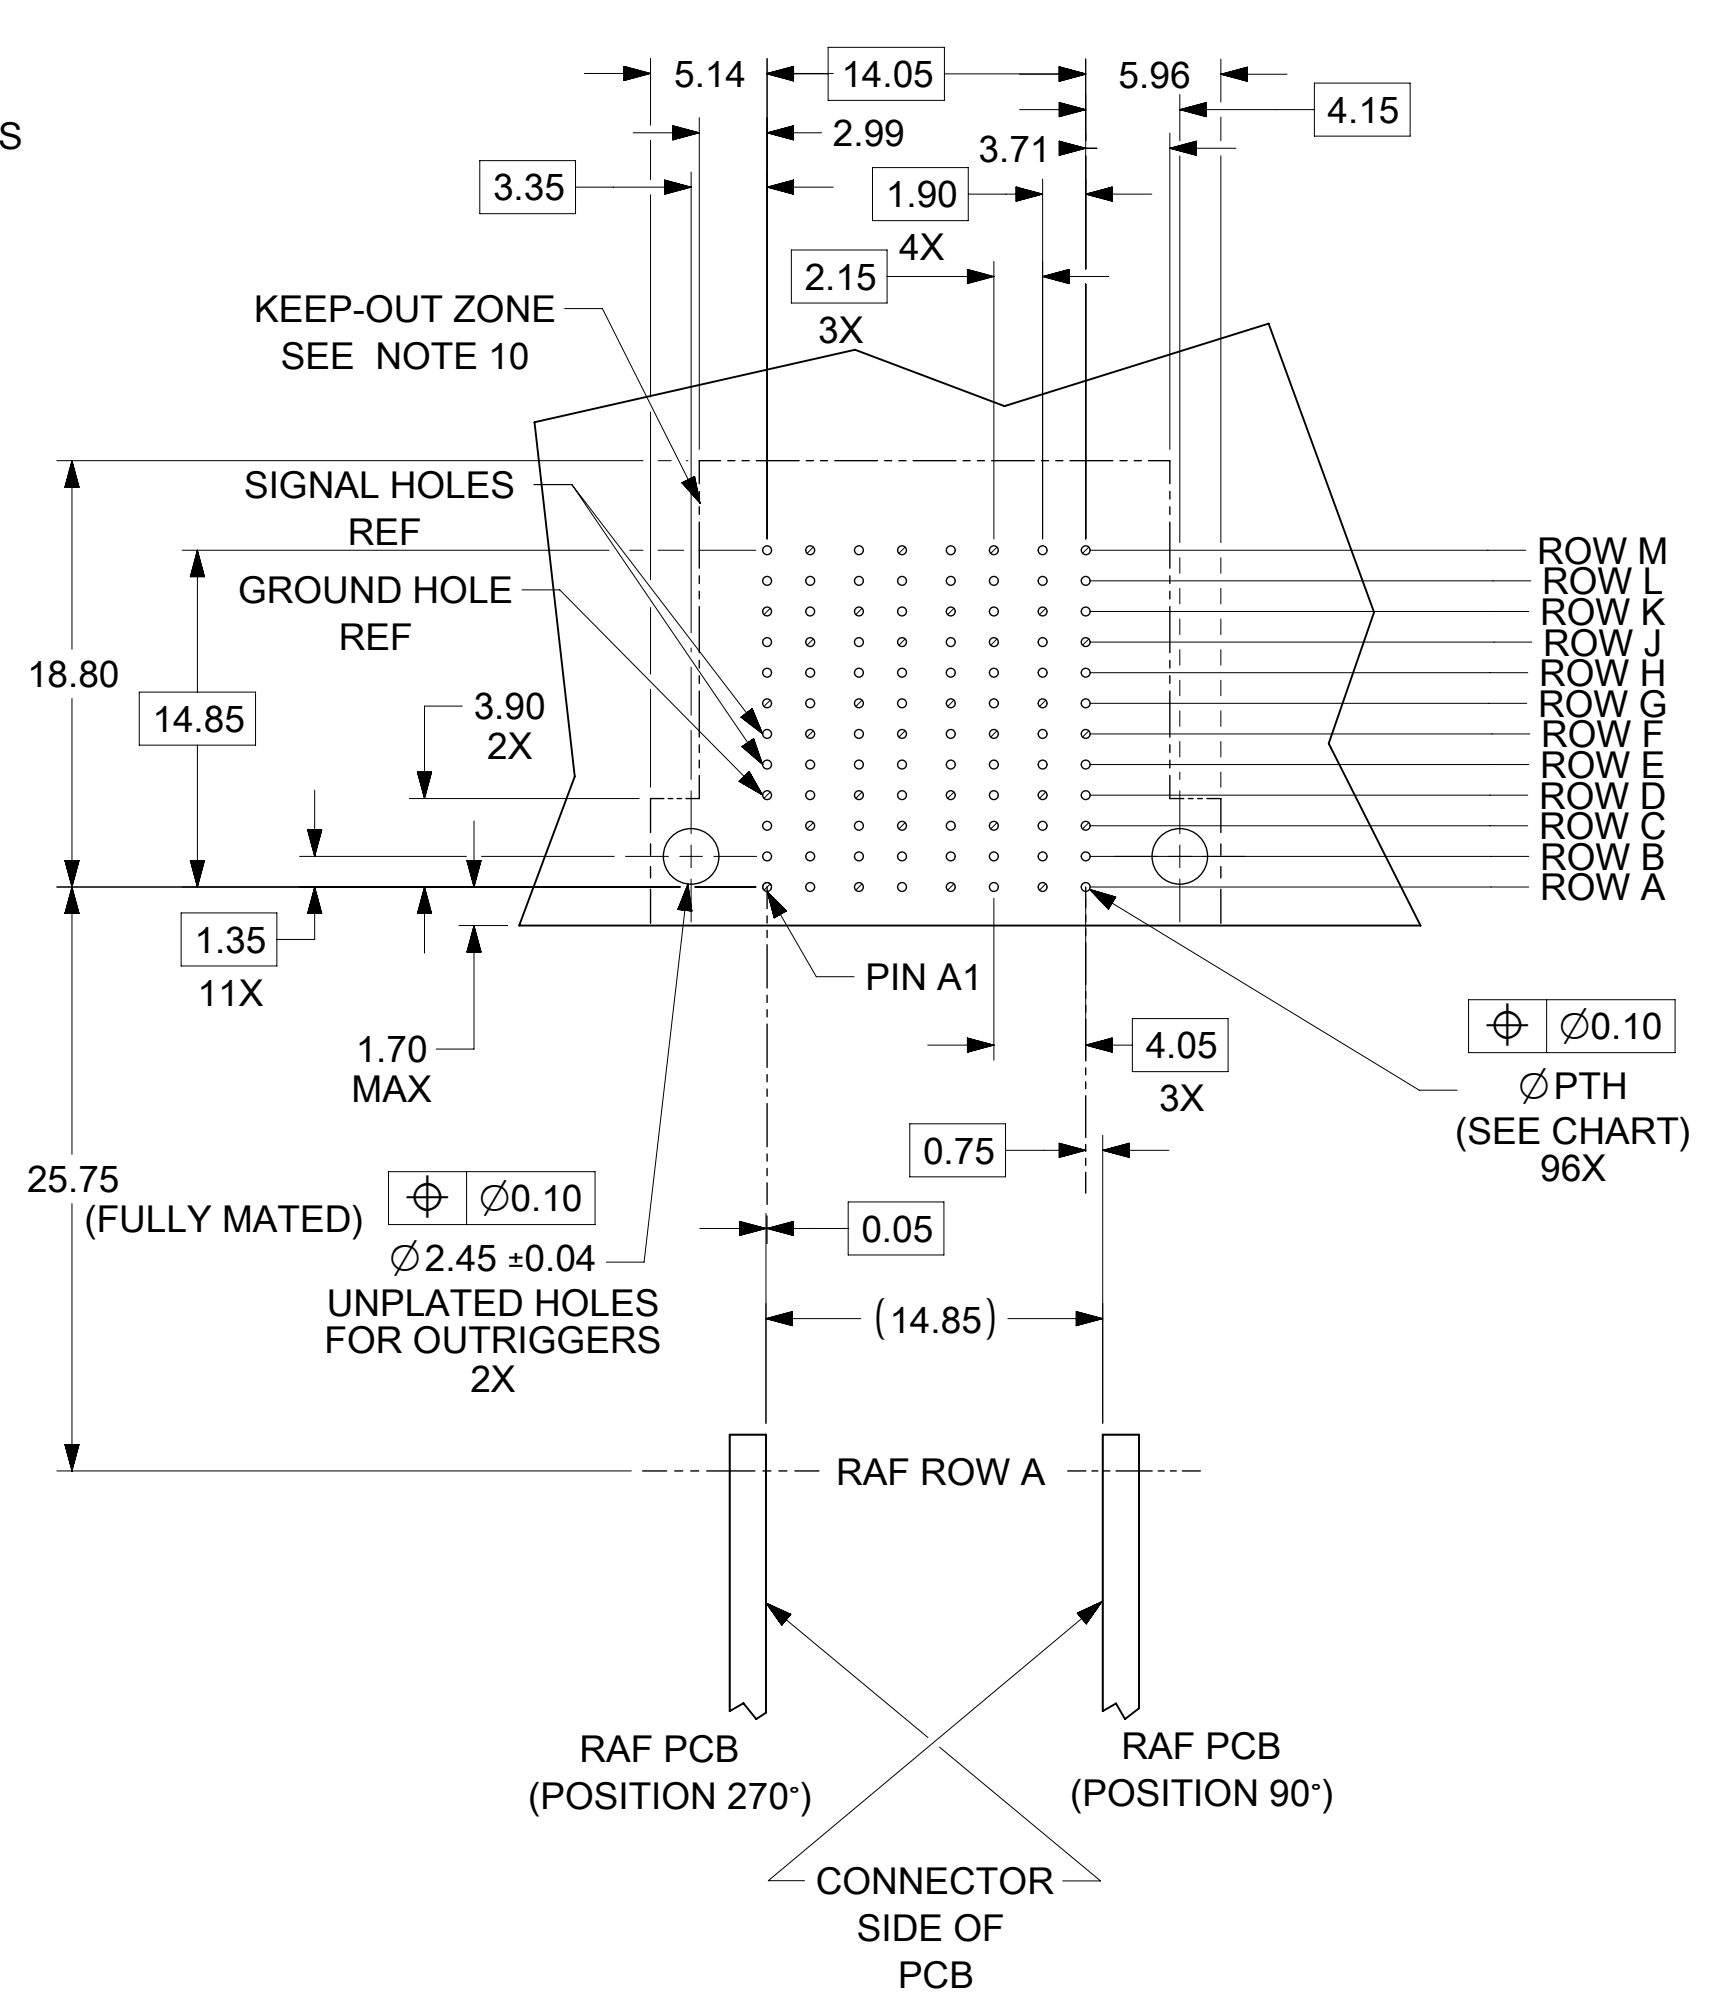 5.14
14.05
5.96
4.15
S
2.99
3.71
3.35
1.90
4X
2.15
3X
KEEP-OUT ZONE
SEE NOTE 10
SIGNAL HOLES
REF
GROUND HOLE
REF
ROW M
ROW L
ROW K
ROW J
ROW H
ROW G
ROW F
ROW E
ROW D
ROW C
ROW B
ROW A
18.80
14.85
3.90
2X
1.35
11X
PIN A1
1.70
MAX
4.05
3X
⌖ ∅0.10
∅PTH
(SEE CHART)
96X
0.75
25.75
(FULLY MATED)
⌖ ∅0.10
0.05
∅2.45 ±0.04
UNPLATED HOLES
FOR OUTRIGGERS
2X
(14.85)
RAF ROW A
RAF PCB
(POSITION 270°)
RAF PCB
(POSITION 90°)
CONNECTOR
SIDE OF
PCB